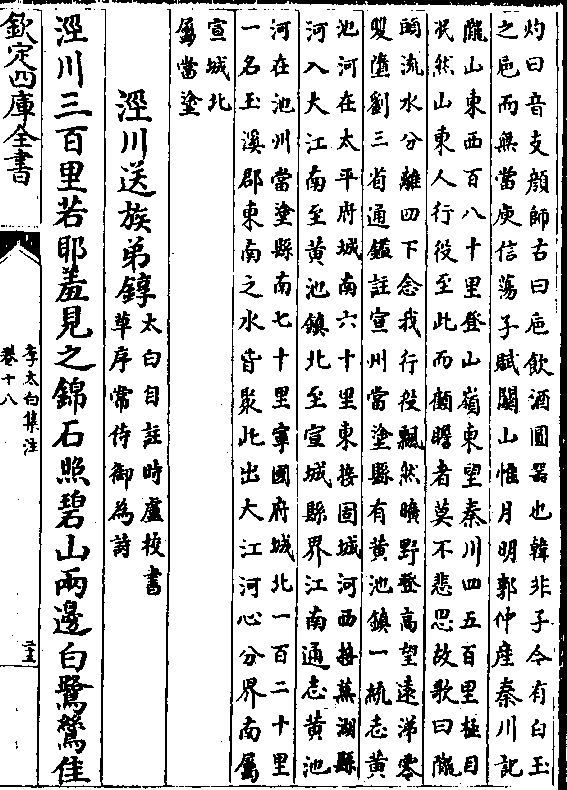 灼曰音支顔師古曰巵飲酒圓器也韓非子今有白玉
之巵而無當庾信蕩子賦關山惟月明郭仲産秦川記
隴山東西百八十里登山嶺東望秦川四五百里極目
泯然山東人行役至此而顧瞻者莫不悲思故歌曰隴
頭流水分離四下念我行役飄然曠野登高望遠涕零
雙墮劉三省通鑑註宣州當塗縣有黄池鎮一統志黄
池河在太平府城南六十里東接固城河西接蕪湖縣
河入大江南至黄池鎮北至宣城縣界江南通志黄池
河在池州當塗縣南七十里寧國府城北一百二十里
一名玉溪郡東南之水皆聚此出大江河心分界南屬
宣城北
屬當塗
涇川送族弟錞
太白自註時盧校書
草序常侍御為詩
涇川三百里若耶羞見之錦石照碧山兩邊白鷺鷥佳
欽定四庫全書
李太白集注
卷十八